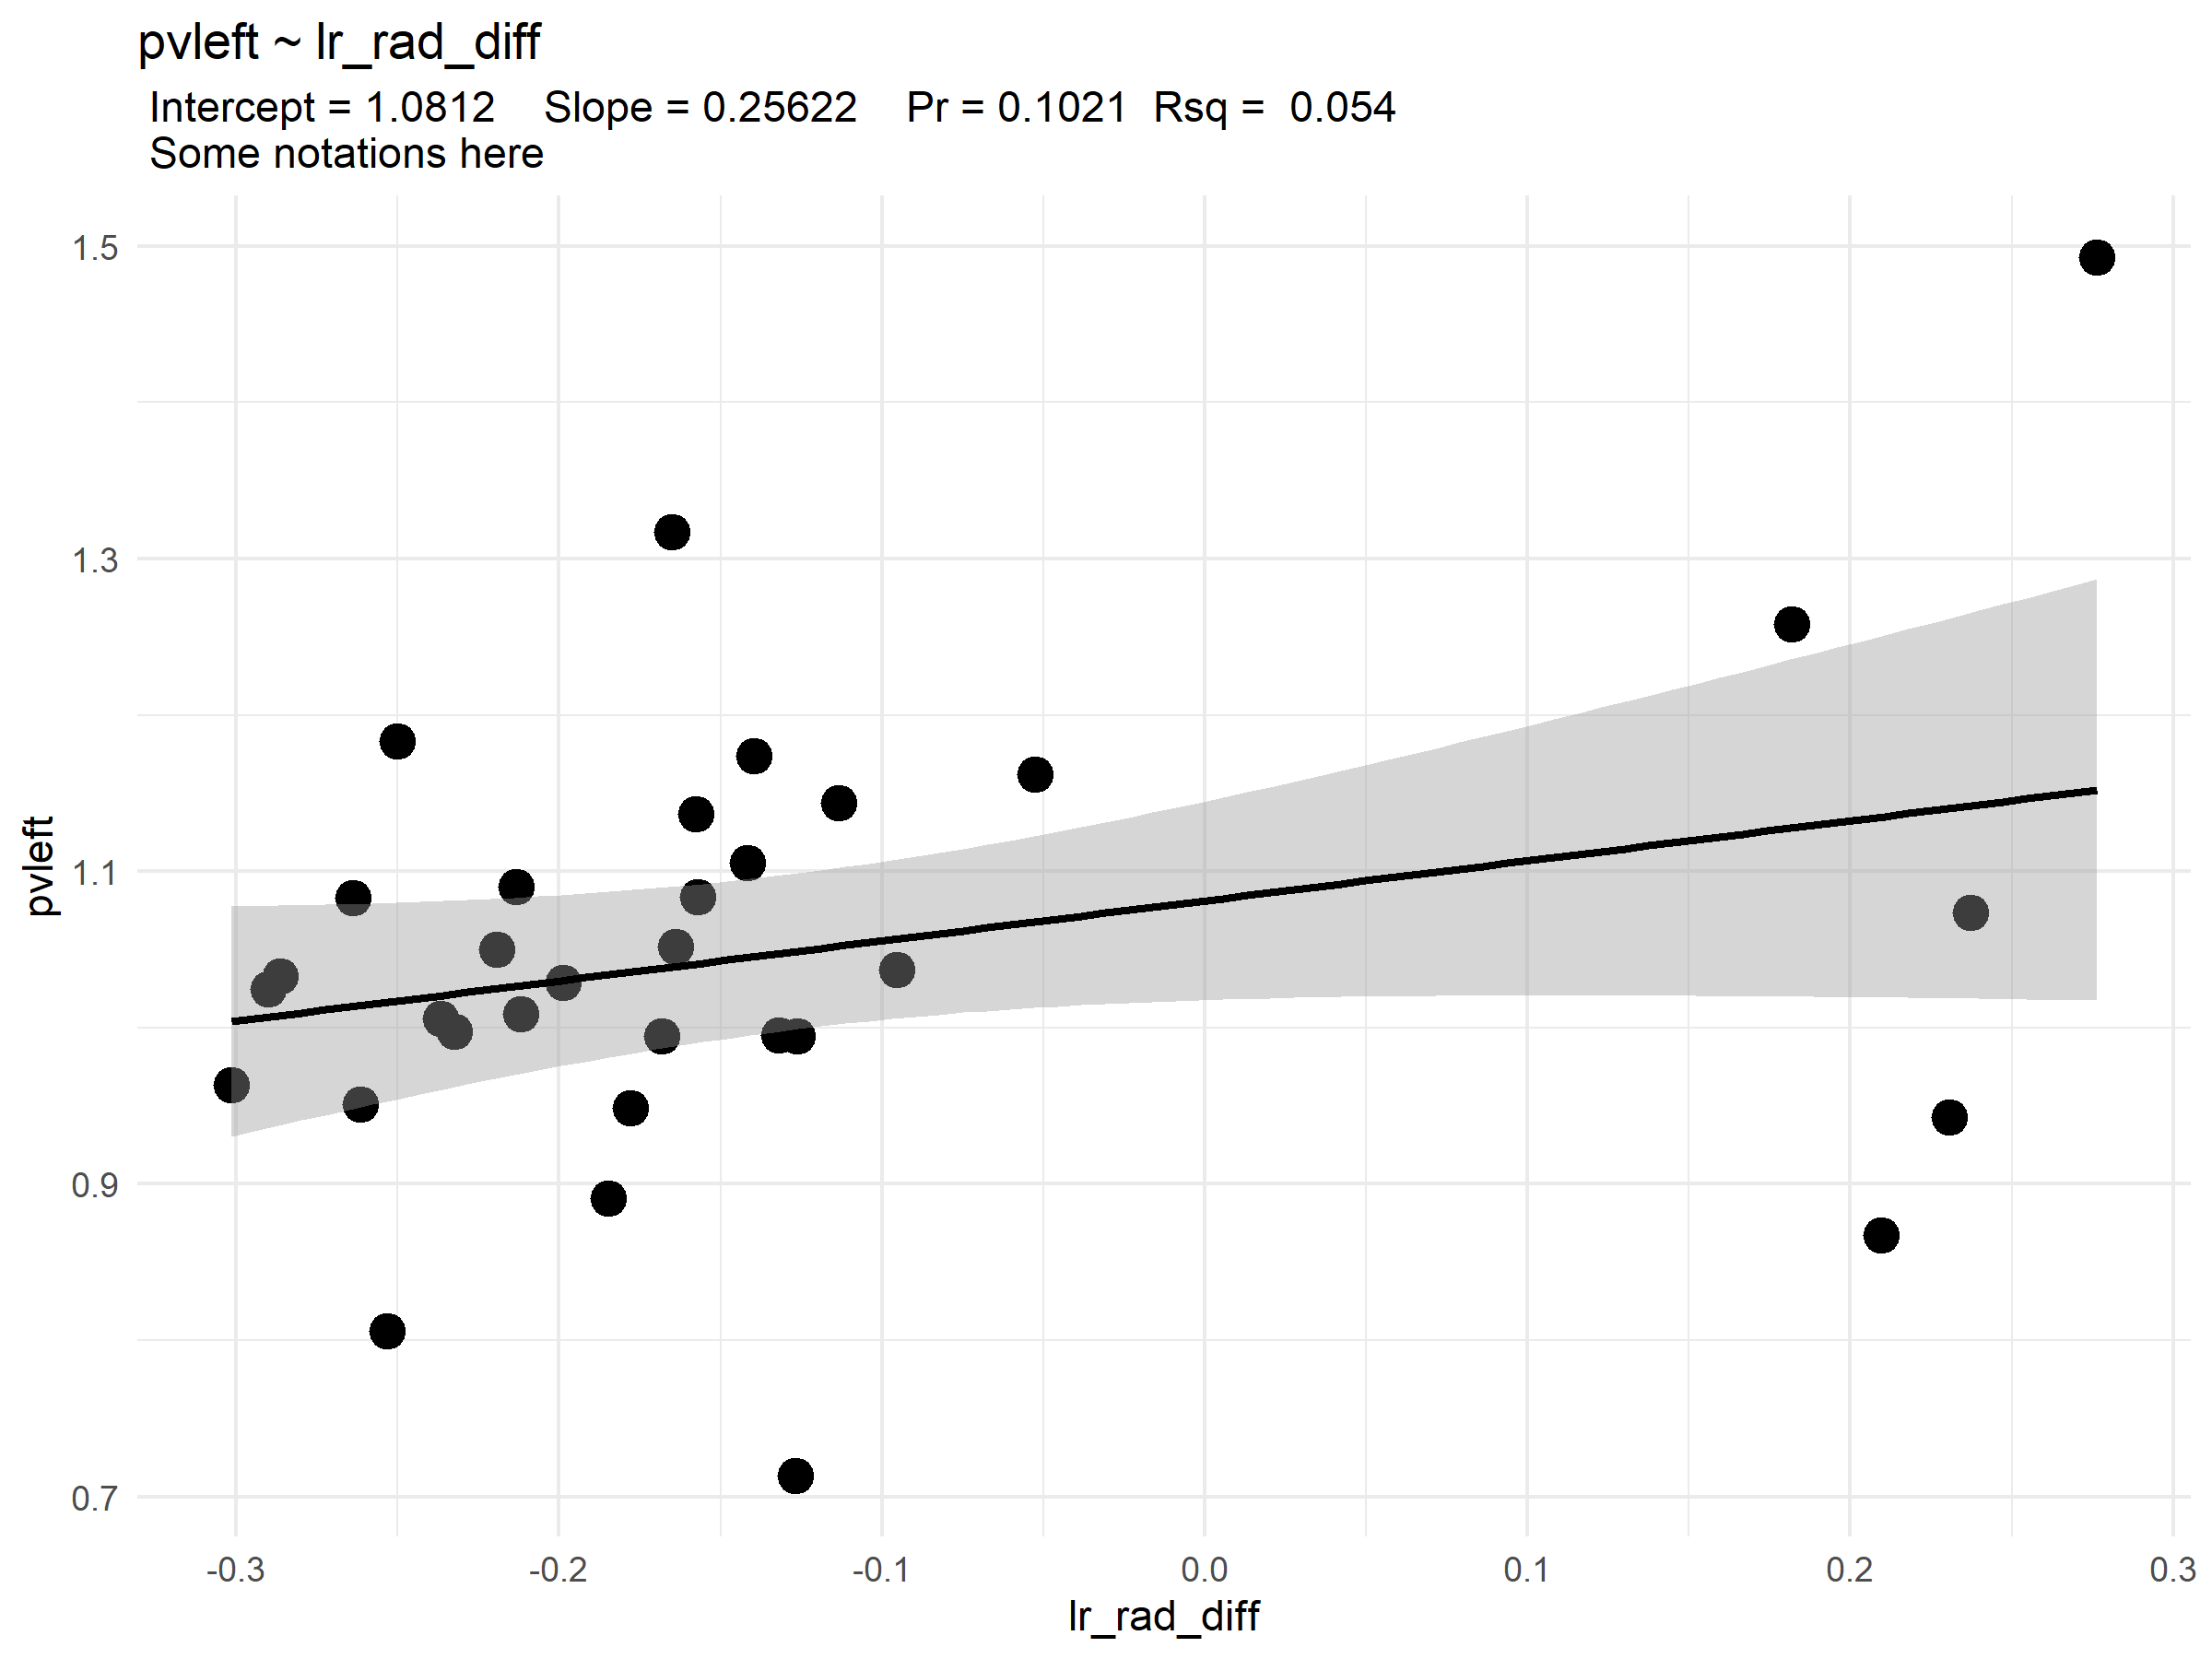 pvleft ~ lr_rad_diff
Intercept = 1.0812 Slope = 0.25622 Pr = 0.1021 Rsq = 0.054
Some notations here
1.5
1.3
1.1
0.9
0.7
pvleft
-0.3 -0.2 -0.1 0.0 0.1 0.2 0.3
lr_rad_diff